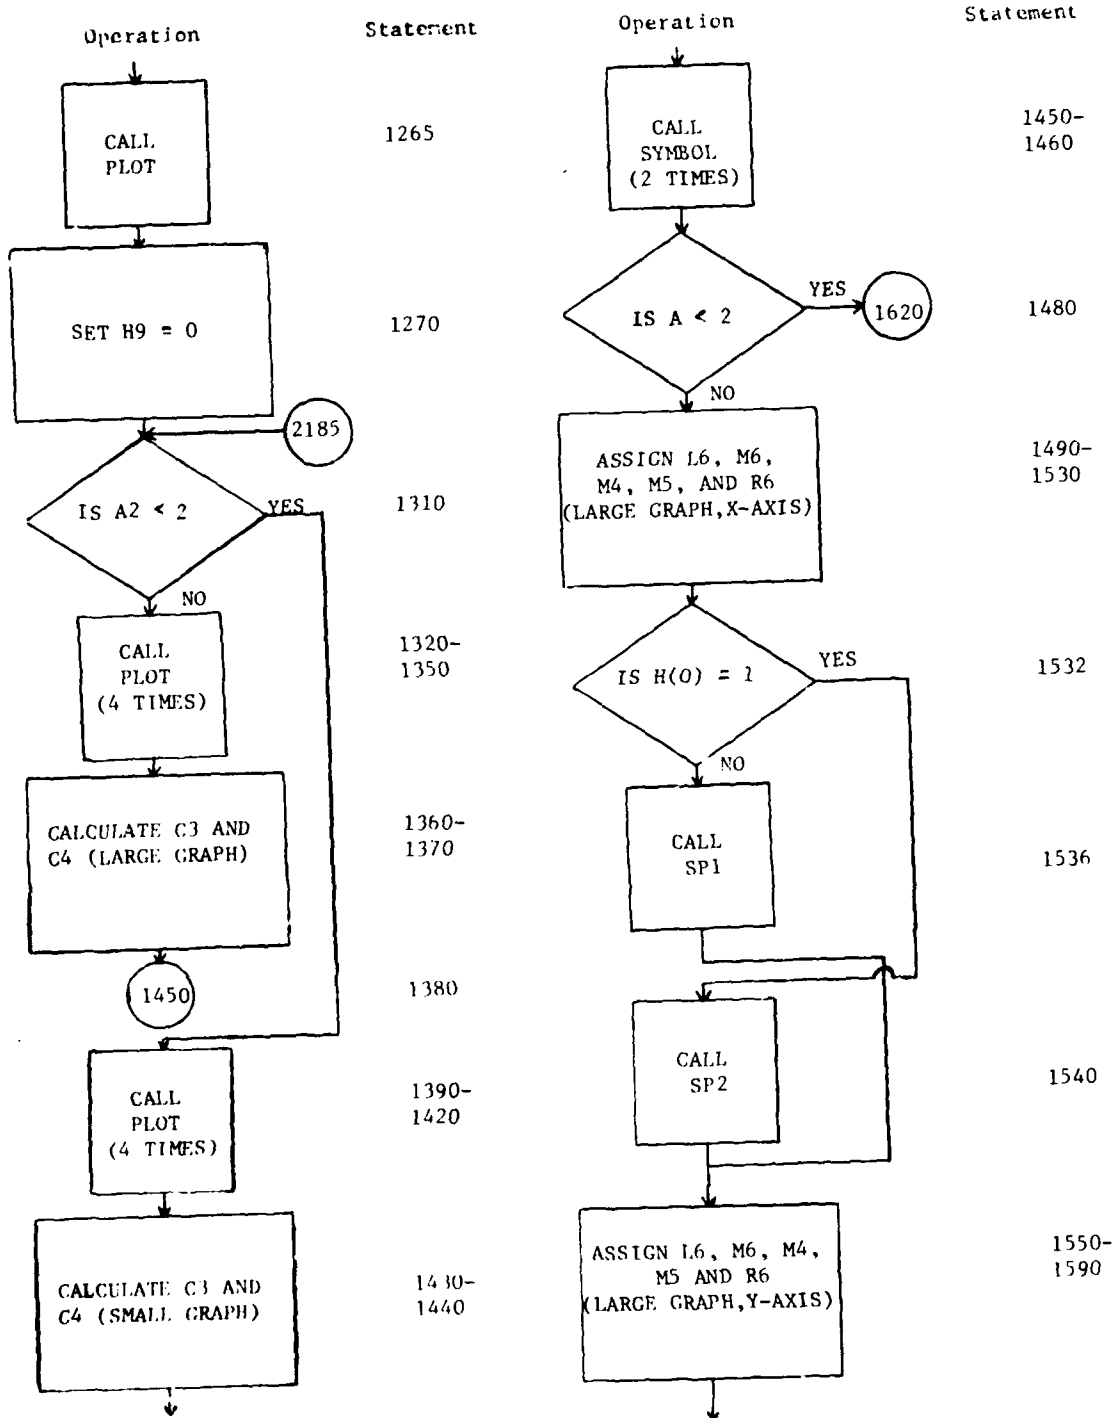 Operation Statement
CALL
PLOT
1265
SET H9 = 0
1270
2185
IS A2 < 2
YES
1310
NO
CALL
PLOT
(4 TIMES)
1320-
1350
CALCULATE C3 AND
C4 (LARGE GRAPH)
1360-
1370
1450
1380
CALL
PLOT
(4 TIMES)
1390-
1420
CALCULATE C3 AND
C4 (SMALL GRAPH)
1430-
1440
Operation Statement
CALL
SYMBOL
(2 TIMES)
1450-
1460
IS A < 2
YES
1620
1480
NO
ASSIGN L6, M6,
M4, M5, AND R6
(LARGE GRAPH,X-AXIS)
1490-
1530
IS H(0) = 1
YES
1532
NO
CALL
SP1
1536
CALL
SP2
1540
ASSIGN L6, M6, M4,
M5 AND R6
(LARGE GRAPH,Y-AXIS)
1550-
1590